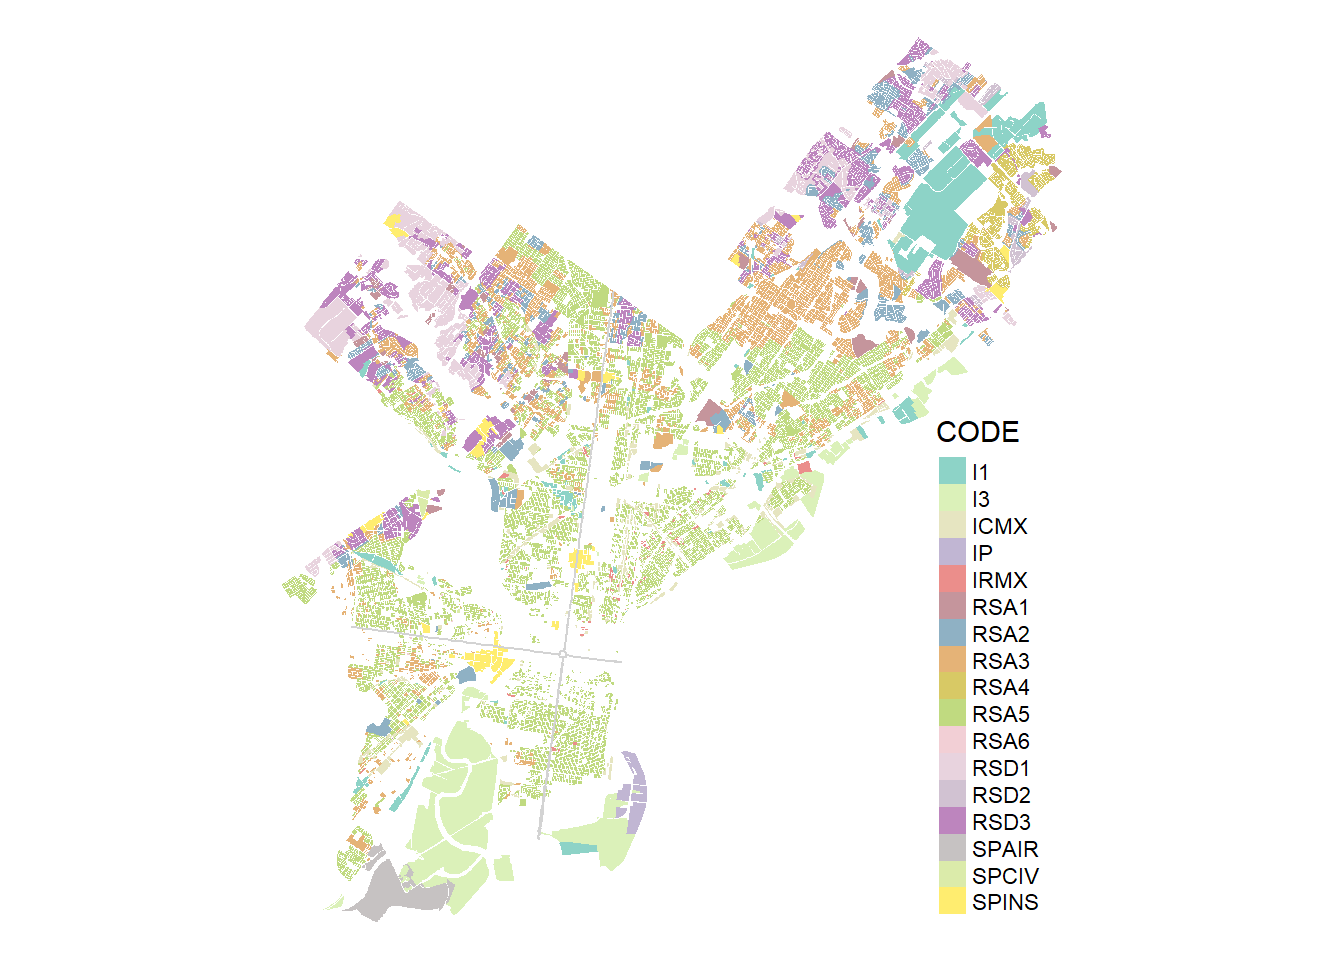 CODE
I1
I3
ICMX
IP
IRMX
RSA1
RSA2
RSA3
RSA4
RSA5
RSA6
RSD1
RSD2
RSD3
SPAIR
SPCIV
SPINS